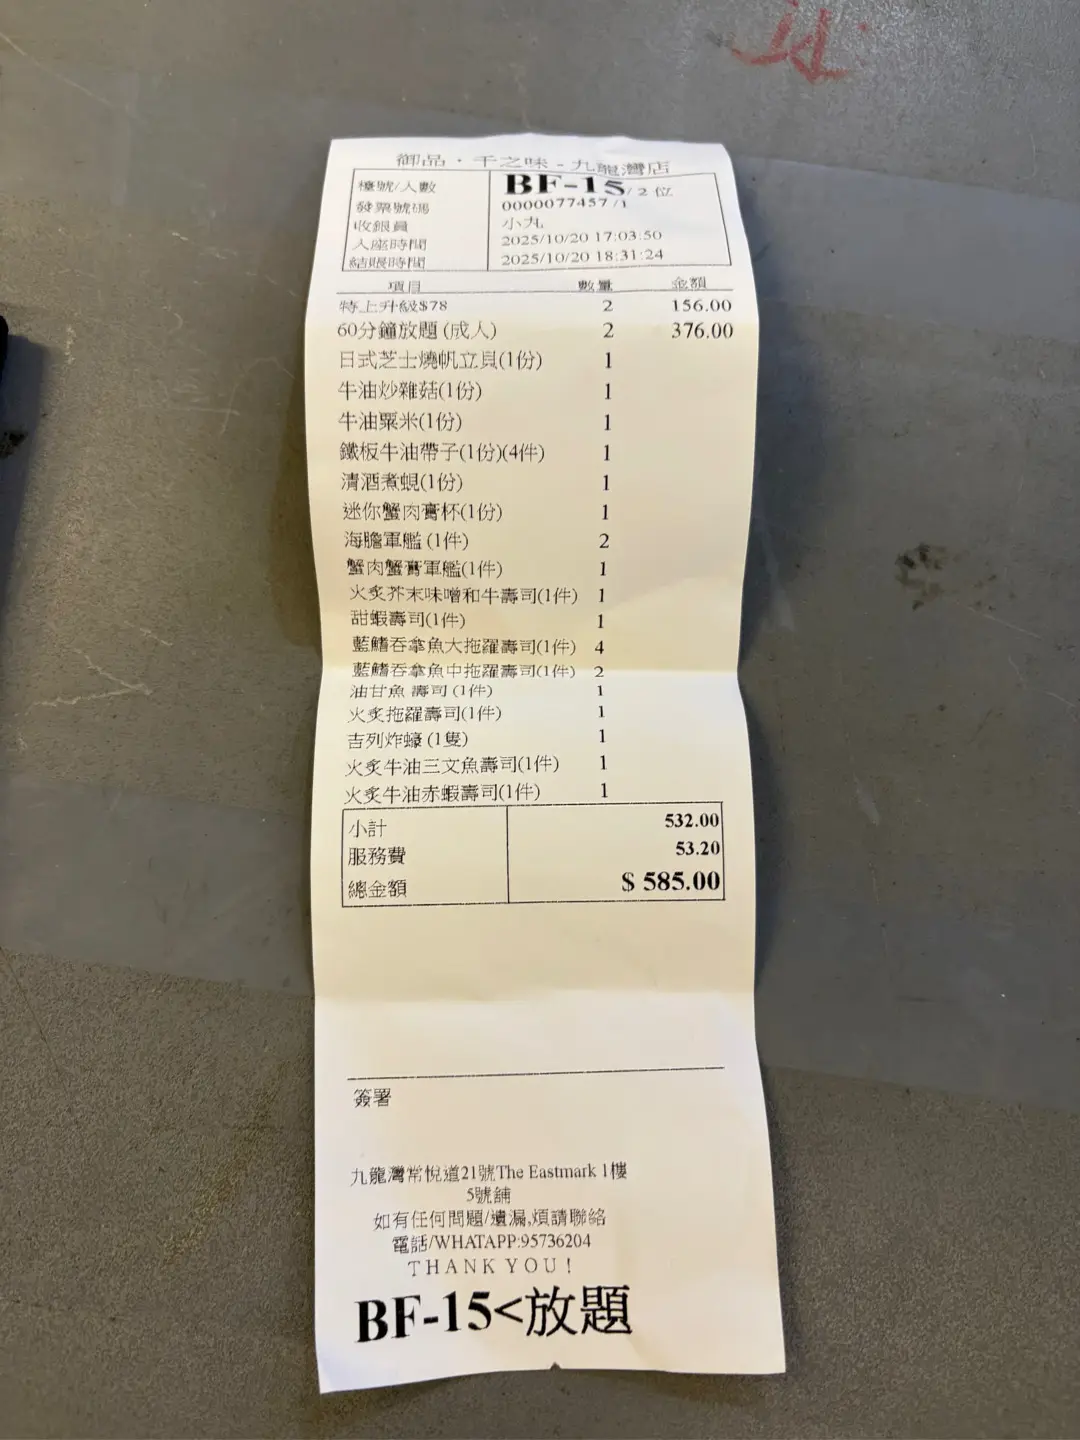 御品．千之味 - 九龍灣店
檯號/人數 BF-15 / 2 位
發票號碼 0000077457 /1
收銀員 小丸
入座時間 2025/10/20 17:03:50
結賬時間 2025/10/20 18:31:24
項目 數量 金額
特上升級$78 2 156.00
60分鐘放題 (成人) 2 376.00
日式芝士燒帆立貝(1份) 1
牛油炒雜菇(1份) 1
牛油粟米(1份) 1
鐵板牛油帶子(1份)(4件) 1
清酒煮蜆(1份) 1
迷你蟹肉膏杯(1份) 1
海膽軍艦 (1件) 2
蟹肉蟹膏軍艦(1件) 1
火炙芥末味噌和牛壽司(1件) 1
甜蝦壽司(1件) 1
藍鰭吞拿魚大拖羅壽司(1件) 4
藍鰭吞拿魚中拖羅壽司(1件) 2
油甘魚 壽司 (1件) 1
火炙拖羅壽司(1件) 1
吉列炸蠔 (1隻) 1
火炙牛油三文魚壽司(1件) 1
火炙牛油赤蝦壽司(1件) 1
小計 532.00
服務費 53.20
總金額 $ 585.00
簽署
九龍灣常悅道21號The Eastmark 1樓
5號舖
如有任何問題/遺漏,煩請聯絡
電話/WHATAPP:95736204
THANK YOU!
BF-15<放題